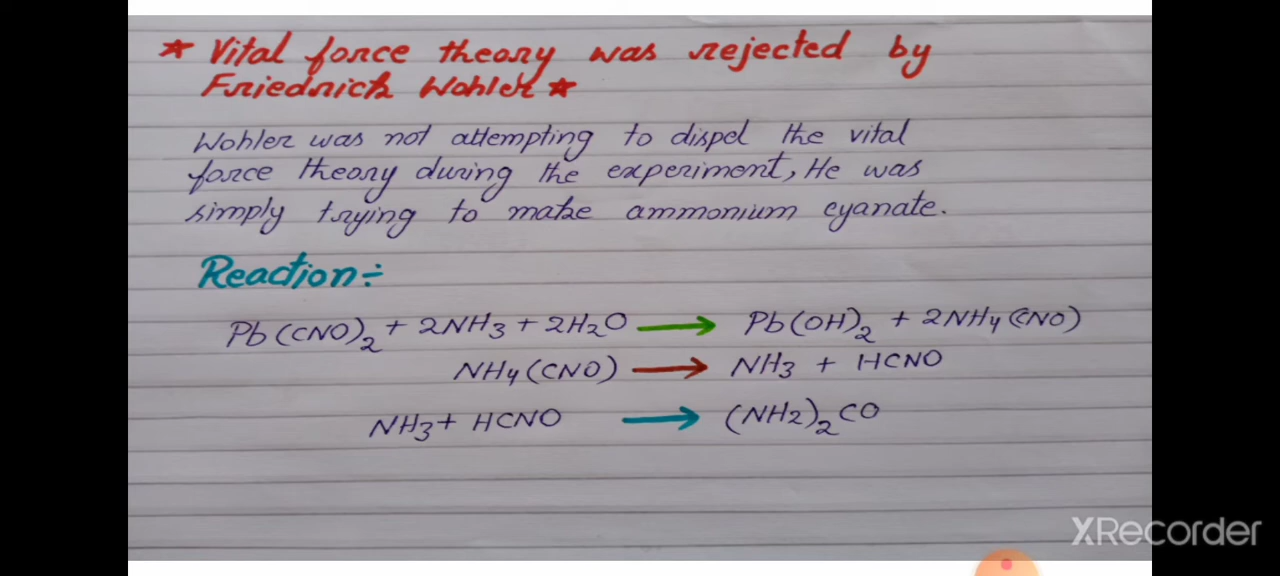 ★ Vital force theory was rejected by
Friedrich Wohler ★
Wohler was not attempting to dispel the vital
force theory during the experiment, He was
simply trying to make ammonium cyanate.
Reaction ÷
Pb(CNO)₂ + 2NH₃ + 2H₂O ⟶ Pb(OH)₂ + 2NH₄(CNO)
NH₄(CNO) ⟶ NH₃ + HCNO
NH₃ + HCNO ⟶ (NH2)₂CO
XRecorder